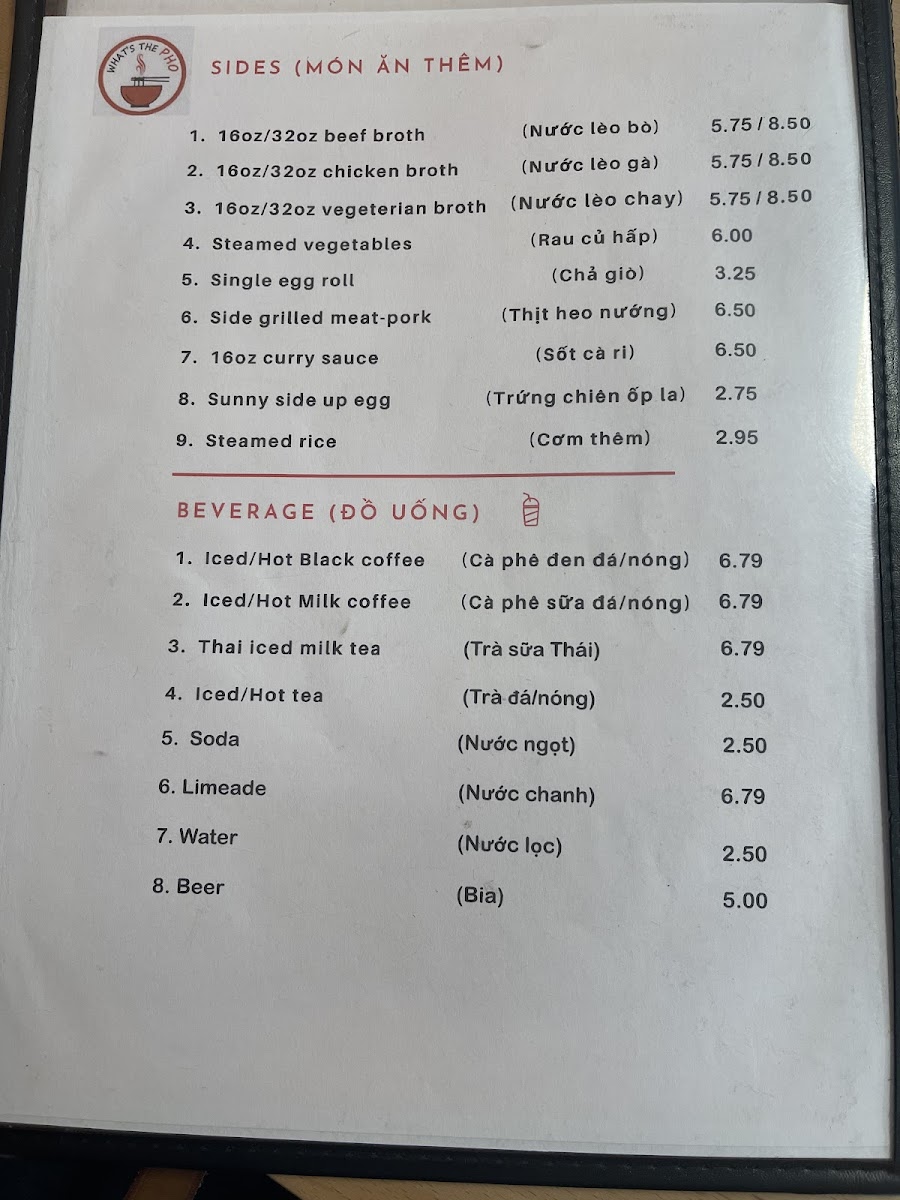 WHAT'S THE PHO
SIDES (MÓN ĂN THÊM)
1. 16oz/32oz beef broth (Nước lèo bò) 5.75 / 8.50
2. 16oz/32oz chicken broth (Nước lèo gà) 5.75 / 8.50
3. 16oz/32oz vegeterian broth (Nước lèo chay) 5.75 / 8.50
4. Steamed vegetables (Rau củ hấp) 6.00
5. Single egg roll (Chả giò) 3.25
6. Side grilled meat-pork (Thịt heo nướng) 6.50
7. 16oz curry sauce (Sốt cà ri) 6.50
8. Sunny side up egg (Trứng chiên ốp la) 2.75
9. Steamed rice (Cơm thêm) 2.95
BEVERAGE (ĐỒ UỐNG)
1. Iced/Hot Black coffee (Cà phê đen đá/nóng) 6.79
2. Iced/Hot Milk coffee (Cà phê sữa đá/nóng) 6.79
3. Thai iced milk tea (Trà sữa Thái) 6.79
4. Iced/Hot tea (Trà đá/nóng) 2.50
5. Soda (Nước ngọt) 2.50
6. Limeade (Nước chanh) 6.79
7. Water (Nước lọc) 2.50
8. Beer (Bia) 5.00